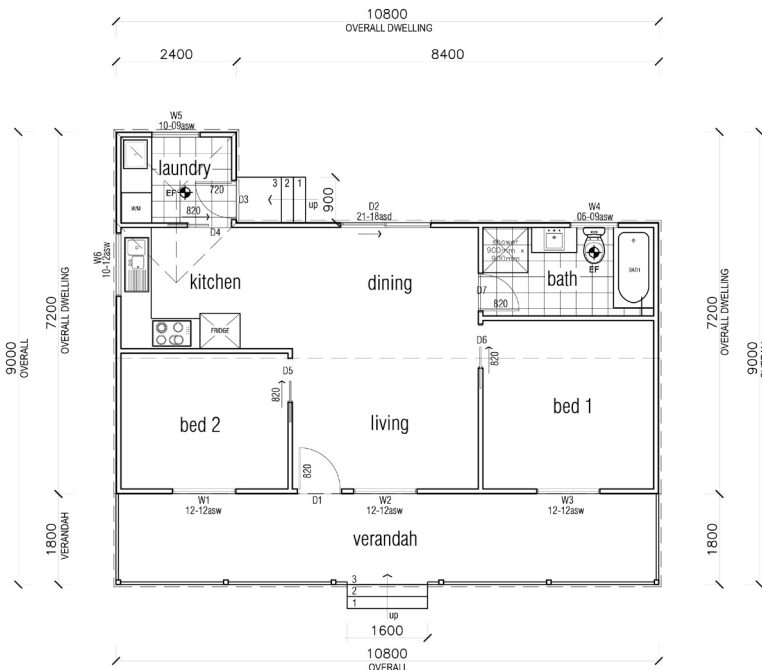 10800
OVERALL DWELLING
2400
8400
W5
10-09asw
laundry
EF
720
820
W/M
D3
D4
3 2 1
up
900
D2
21-18asd
W4
06-09asw
W6
10-12asw
kitchen
dining
shower
900mm x
900mm
bath
EF
BATH
D7
820
FRIDGE
7200
OVERALL DWELLING
9000
OVERALL
7200
OVERALL DWELLING
9000
D6
820
D5
820
bed 2
living
bed 1
820
W1
12-12asw
D1
W2
12-12asw
W3
12-12asw
1800
VERANDAH
verandah
1800
3
2
1
up
1600
10800
OVERALL